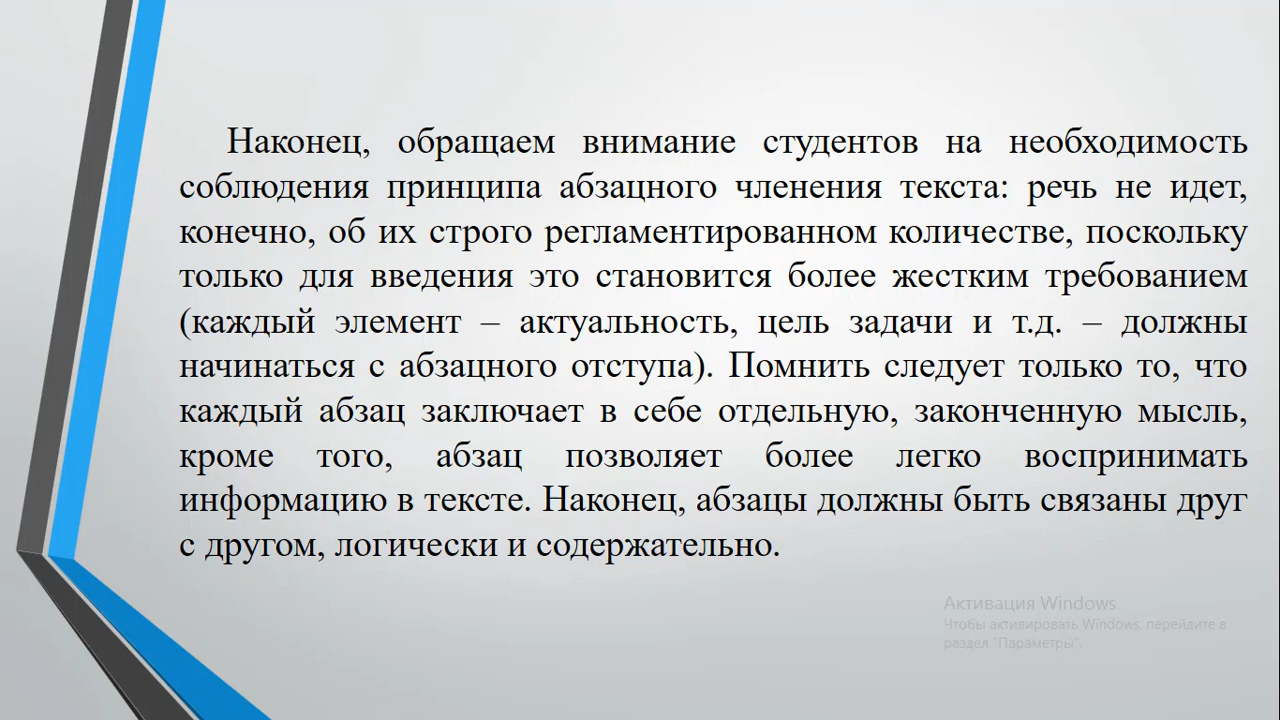 Наконец, обращаем внимание студентов на необходимость
соблюдения принципа абзацного членения текста: речь не идет,
конечно, об их строго регламентированном количестве, поскольку
только для введения это становится более жестким требованием
(каждый элемент – актуальность, цель задачи и т.д. – должны
начинаться с абзацного отступа). Помнить следует только то, что
каждый абзац заключает в себе отдельную, законченную мысль,
кроме того, абзац позволяет более легко воспринимать
информацию в тексте. Наконец, абзацы должны быть связаны друг
с другом, логически и содержательно.
Активация Windows
Чтобы активировать Windows, перейдите в
раздел "Параметры".